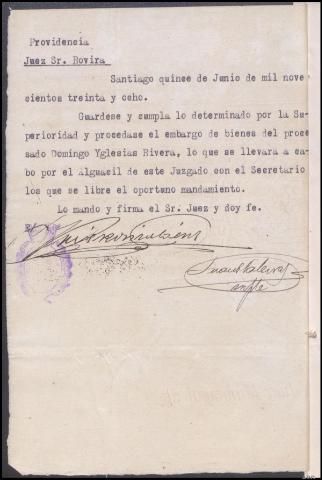 Providencia
Juez Sr. Rovira
Santiago quince de Junio de mil nove
cientos treinta y ocho.
Guardese y cumpla lo determinado por la Su-
perioridad y procedase el embargo de bienes del proce
sado Domingo Yglesias Rivera, lo que se llevara a ca-
bo por el Alguacil de este Juzgado con el Secretario
los que se libre el oportuno mandamiento.
Lo mando y firma el Sr. Juez y doy fe.
E/